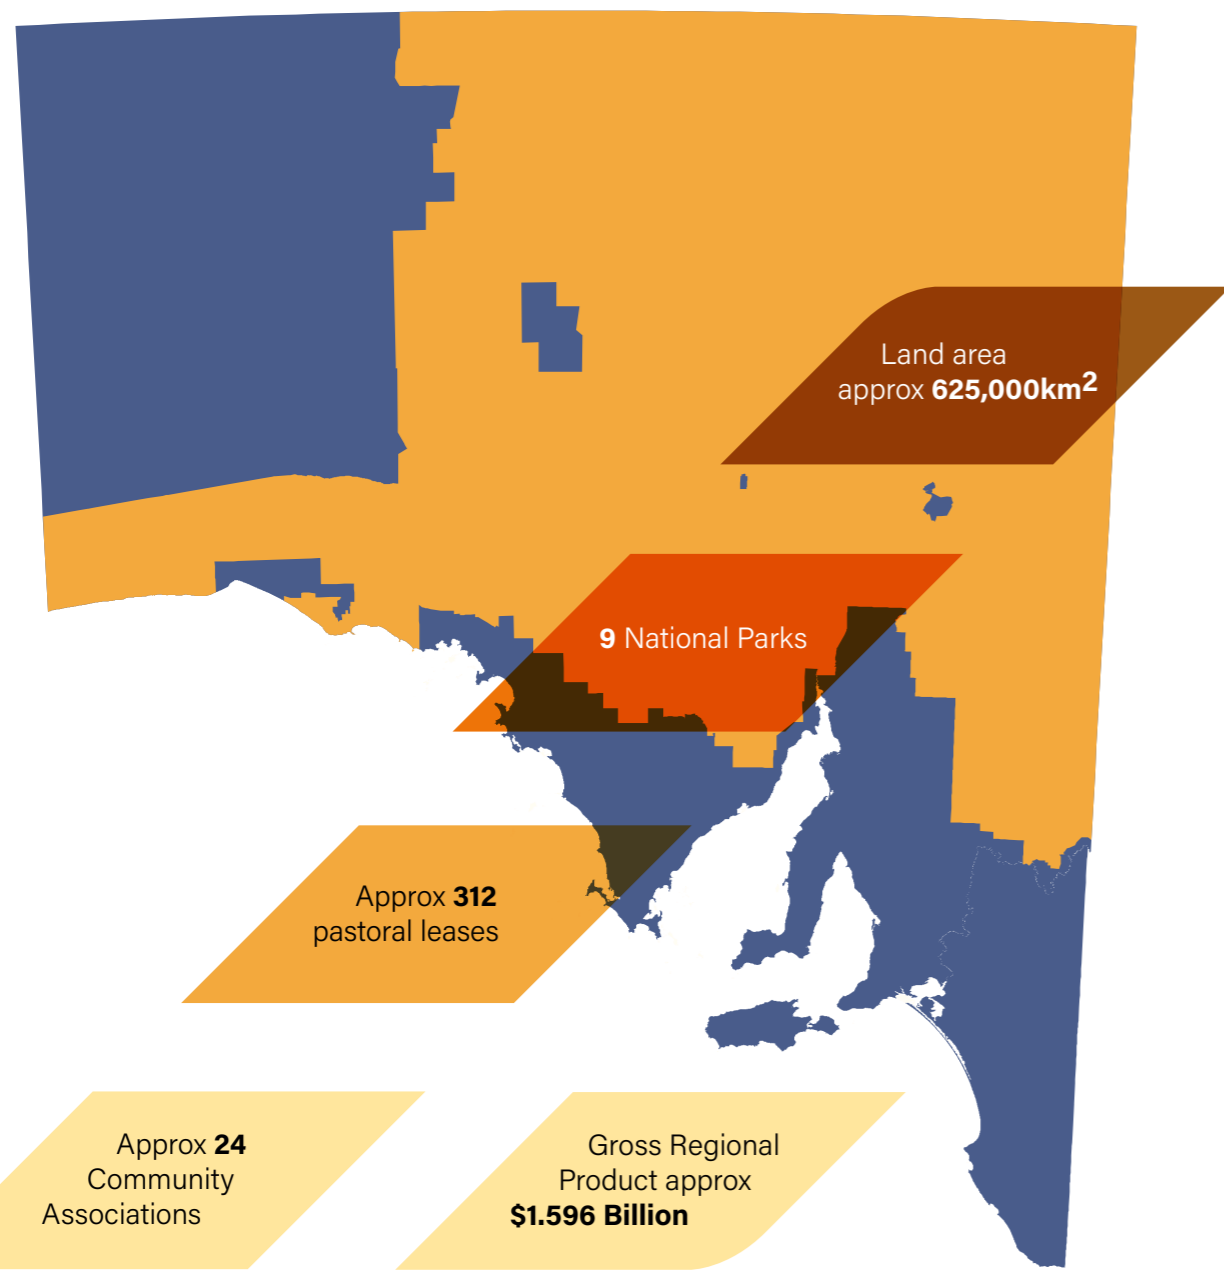 Land area
approx 625,000km²
9 National Parks
Approx 312
pastoral leases
Approx 24
Community
Associations
Gross Regional
Product approx
$1.596 Billion